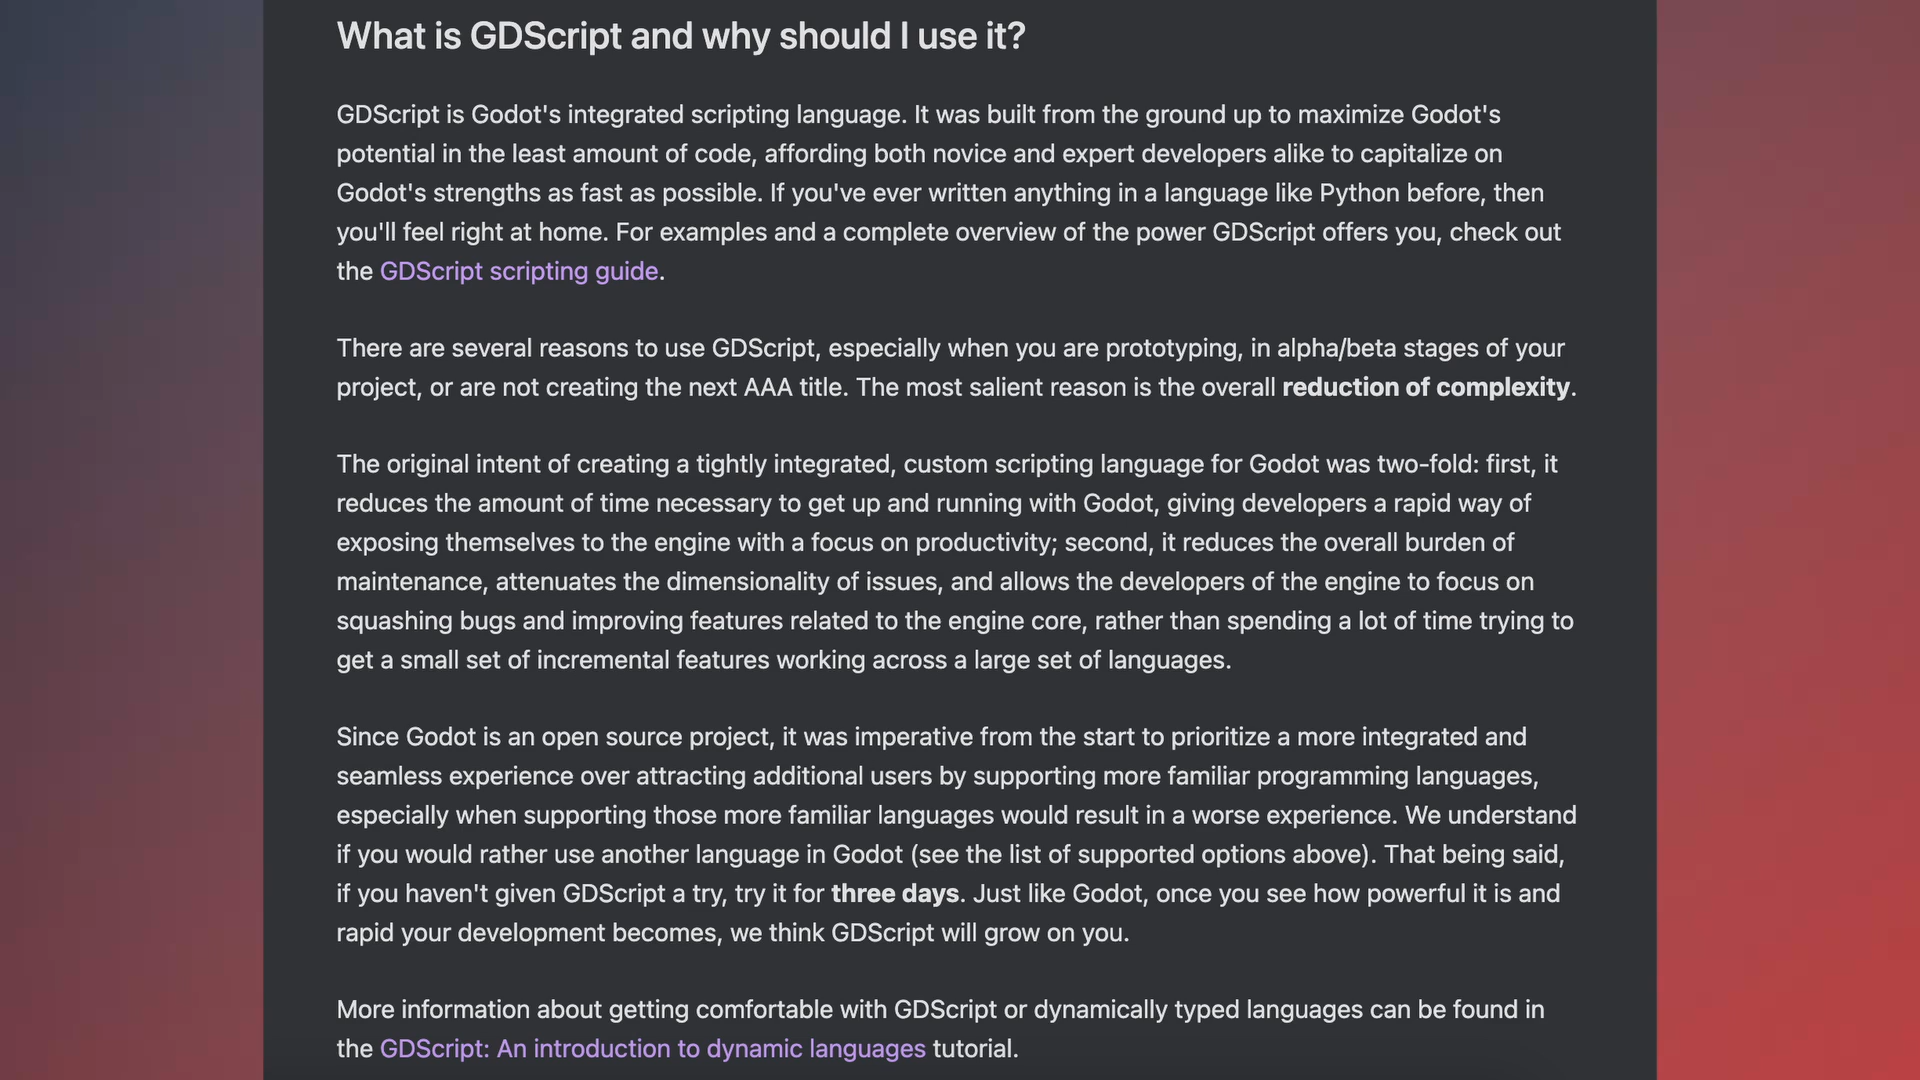 What is GDScript and why should I use it?
GDScript is Godot's integrated scripting language. It was built from the ground up to maximize Godot's
potential in the least amount of code, affording both novice and expert developers alike to capitalize on
Godot's strengths as fast as possible. If you've ever written anything in a language like Python before, then
you'll feel right at home. For examples and a complete overview of the power GDScript offers you, check out
the GDScript scripting guide.
There are several reasons to use GDScript, especially when you are prototyping, in alpha/beta stages of your
project, or are not creating the next AAA title. The most salient reason is the overall reduction of complexity.
The original intent of creating a tightly integrated, custom scripting language for Godot was two-fold: first, it
reduces the amount of time necessary to get up and running with Godot, giving developers a rapid way of
exposing themselves to the engine with a focus on productivity; second, it reduces the overall burden of
maintenance, attenuates the dimensionality of issues, and allows the developers of the engine to focus on
squashing bugs and improving features related to the engine core, rather than spending a lot of time trying to
get a small set of incremental features working across a large set of languages.
Since Godot is an open source project, it was imperative from the start to prioritize a more integrated and
seamless experience over attracting additional users by supporting more familiar programming languages,
especially when supporting those more familiar languages would result in a worse experience. We understand
if you would rather use another language in Godot (see the list of supported options above). That being said,
if you haven't given GDScript a try, try it for three days. Just like Godot, once you see how powerful it is and
rapid your development becomes, we think GDScript will grow on you.
More information about getting comfortable with GDScript or dynamically typed languages can be found in
the GDScript: An introduction to dynamic languages tutorial.